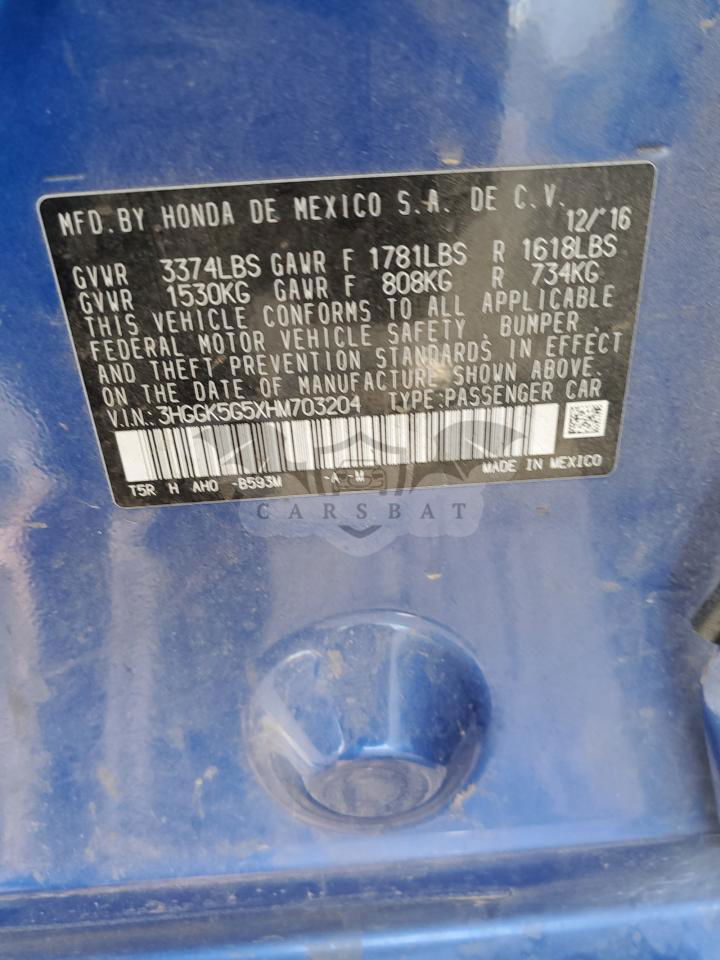 MFD.BY HONDA DE MEXICO S.A. DE C.V.
12/'16
GVWR 3374LBS GAWR F 1781LBS R 1618LBS
GVWR 1530KG GAWR F 808KG R 734KG
THIS VEHICLE CONFORMS TO ALL APPLICABLE
FEDERAL MOTOR VEHICLE SAFETY, BUMPER,
AND THEFT PREVENTION STANDARDS IN EFFECT
ON THE DATE OF MANUFACTURE SHOWN ABOVE.
V.I.N.: 3HGGK5G5XHM703204 TYPE:PASSENGER CAR
T5R H AH0 -B593M -A -M MADE IN MEXICO
CARSBAT